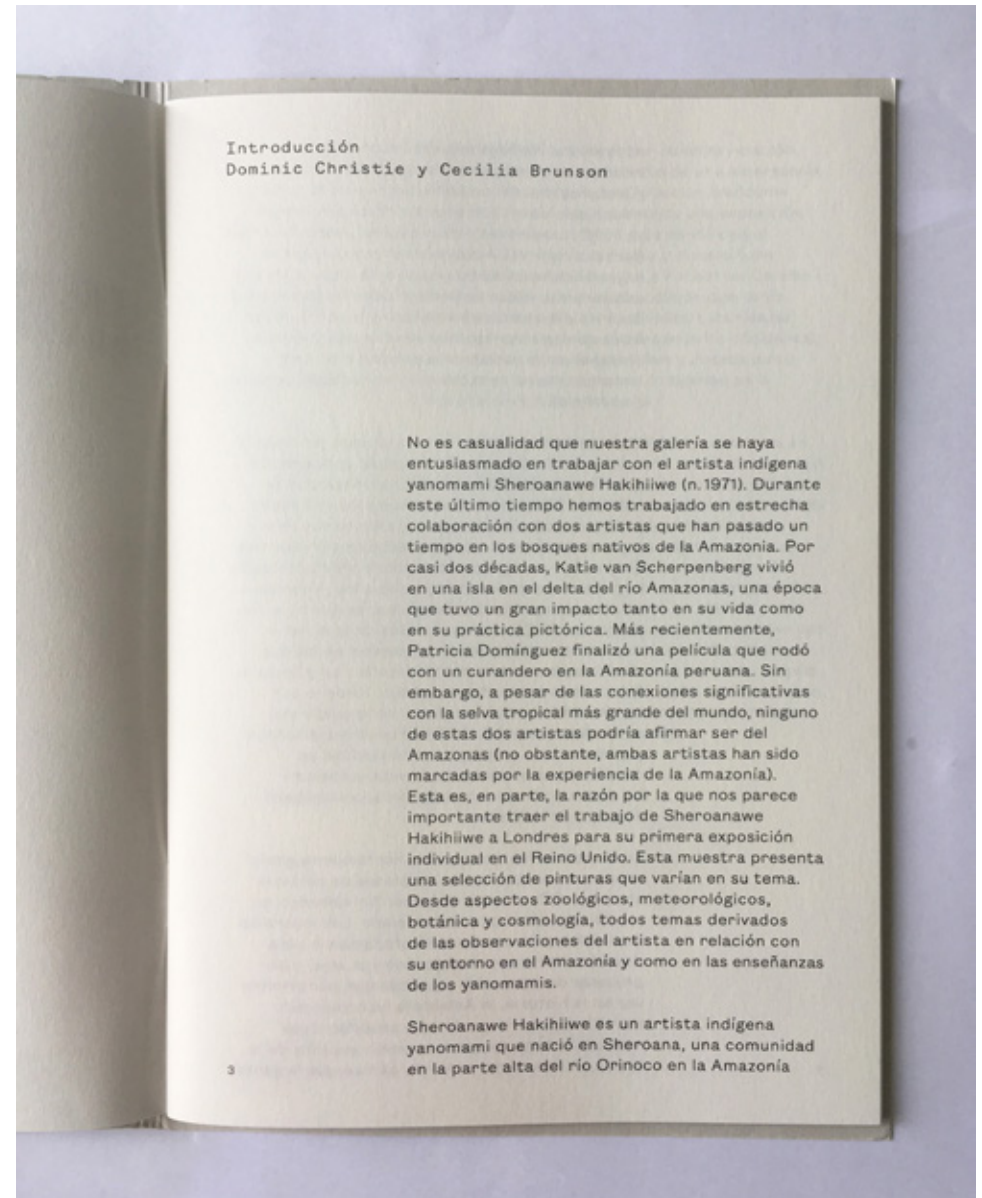 Introducción
Dominic Christie y Cecilia Brunson
No es casualidad que nuestra galería se haya
entusiasmado en trabajar con el artista indígena
yanomami Sheroanawe Hakihiiwe (n. 1971). Durante
este último tiempo hemos trabajado en estrecha
colaboración con dos artistas que han pasado un
tiempo en los bosques nativos de la Amazonia. Por
casi dos décadas, Katie van Scherpenberg vivió
en una isla en el delta del río Amazonas, una época
que tuvo un gran impacto tanto en su vida como
en su práctica pictórica. Más recientemente,
Patricia Domínguez finalizó una película que rodó
con un curandero en la Amazonía peruana. Sin
embargo, a pesar de las conexiones significativas
con la selva tropical más grande del mundo, ninguno
de estas dos artistas podría afirmar ser del
Amazonas (no obstante, ambas artistas han sido
marcadas por la experiencia de la Amazonía).
Esta es, en parte, la razón por la que nos parece
importante traer el trabajo de Sheroanawe
Hakihiiwe a Londres para su primera exposición
individual en el Reino Unido. Esta muestra presenta
una selección de pinturas que varían en su tema.
Desde aspectos zoológicos, meteorológicos,
botánica y cosmología, todos temas derivados
de las observaciones del artista en relación con
su entorno en el Amazonía y como en las enseñanzas
de los yanomamis.
Sheroanawe Hakihiiwe es un artista indígena
yanomami que nació en Sheroana, una comunidad
en la parte alta del río Orinoco en la Amazonía
3